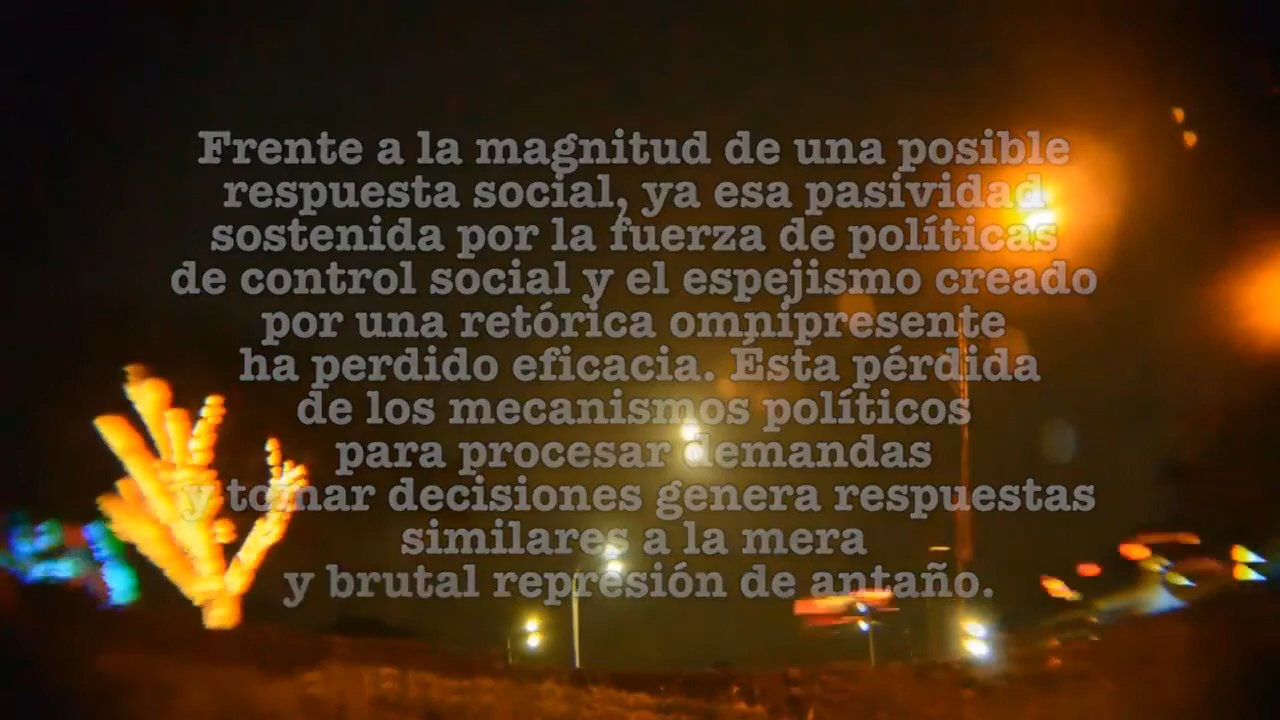 Frente a la magnitud de una posible
respuesta social, ya esa pasividad
sostenida por la fuerza de políticas
de control social y el espejismo creado
por una retórica omnipresente
ha perdido eficacia. Ésta pérdida
de los mecanismos políticos
para procesar demandas
y tomar decisiones genera respuestas
similares a la mera
y brutal represión de antaño.